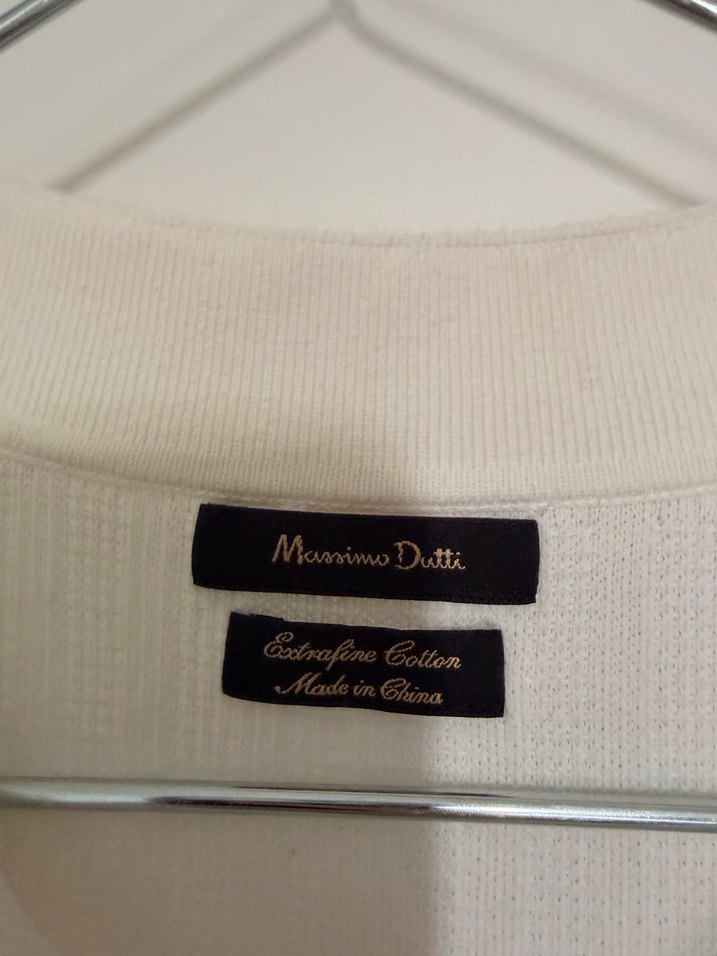 Massimo Dutti
Extrafine Cotton
Made in China